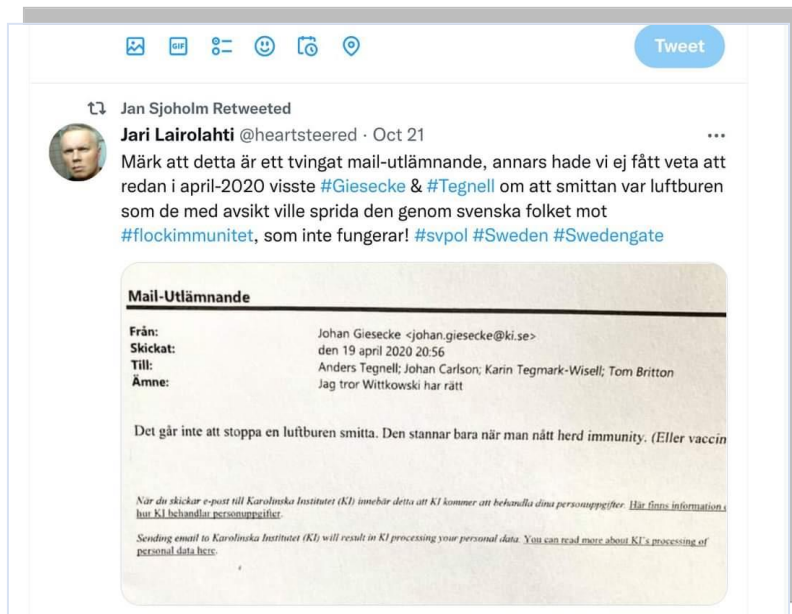 GIF
Tweet
Jan Sjoholm Retweeted
Jari Lairolahti @heartsteered · Oct 21
Märk att detta är ett tvingat mail-utlämnande, annars hade vi ej fått veta att
redan i april-2020 visste #Giesecke & #Tegnell om att smittan var luftburen
som de med avsikt ville sprida den genom svenska folket mot
#flockimmunitet, som inte fungerar! #svpol #Sweden #Swedengate
Mail-Utlämnande
Från: Johan Giesecke <johan.giesecke@ki.se>
Skickat: den 19 april 2020 20:56
Till: Anders Tegnell; Johan Carlson; Karin Tegmark-Wisell; Tom Britton
Ämne: Jag tror Wittkowski har rätt
Det går inte att stoppa en luftburen smitta. Den stannar bara när man nått herd immunity. (Eller vaccin
När du skickar e-post till Karolinska Institutet (KI) innebär detta att KI kommer att behandla dina personuppgifter. Här finns information
hur KI behandlar personuppgifter.
Sending email to Karolinska Institutet (KI) will result in KI processing your personal data. You can read more about KI's processing of
personal data here.